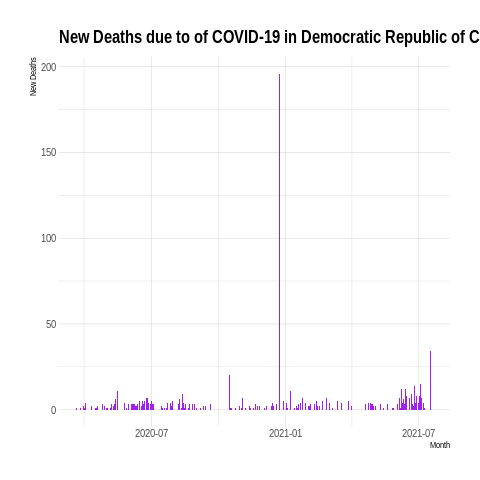 New Deaths due to of COVID-19 in Democratic Republic of C
New Deaths
200
150
100
50
0
2020-07
2021-01
2021-07
Month